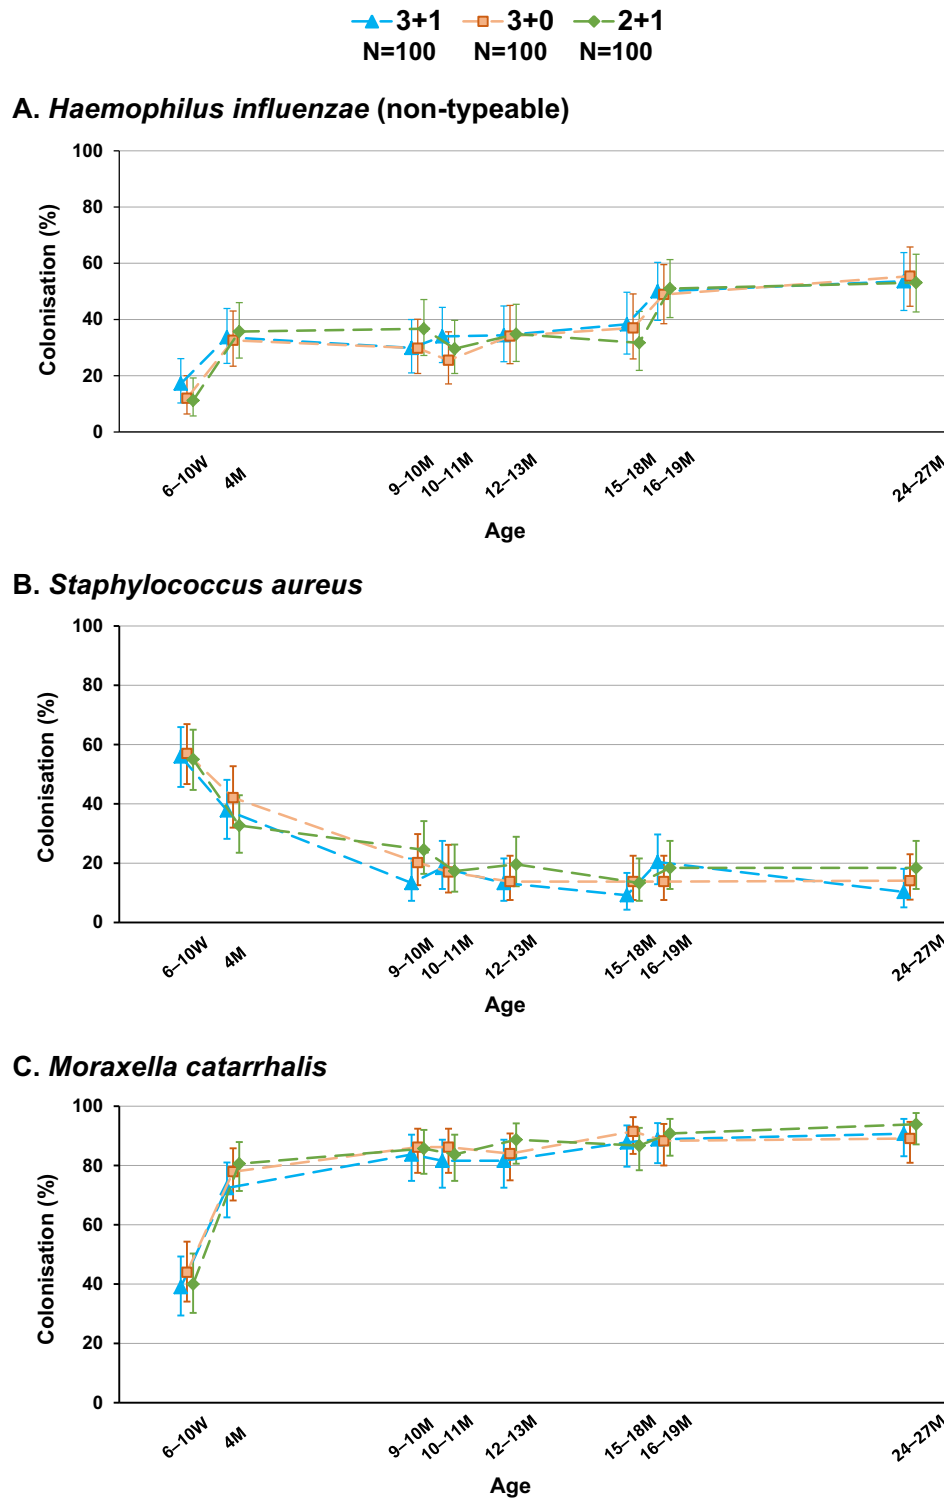 3+1 3+0 2+1
N=100 N=100 N=100
A. Haemophilus influenzae (non-typeable)
100
80
60
40
20
0
Colonisation (%)
6–10W 4M 9–10M 10–11M 12–13M 15–18M 16–19M 24–27M
Age
B. Staphylococcus aureus
100
80
60
40
20
0
Colonisation (%)
6–10W 4M 9–10M 10–11M 12–13M 15–18M 16–19M 24–27M
Age
C. Moraxella catarrhalis
100
80
60
40
20
0
Colonisation (%)
6–10W 4M 9–10M 10–11M 12–13M 15–18M 16–19M 24–27M
Age